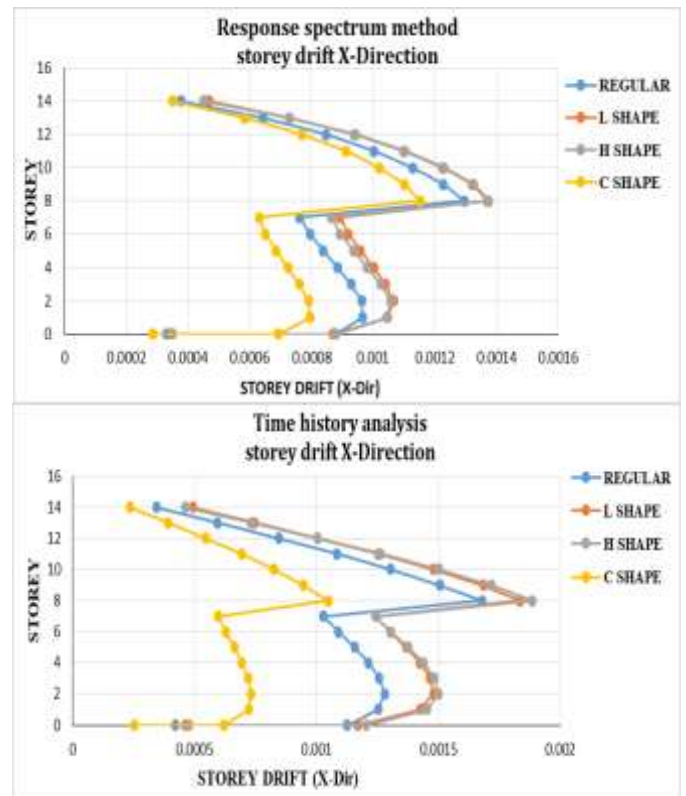 Response spectrum method
storey drift X-Direction
16
14
12
10
8
6
4
2
0
STOREY
0 0.0002 0.0004 0.0006 0.0008 0.001 0.0012 0.0014 0.0016
STOREY DRIFT (X-Dir)
REGULAR
L SHAPE
H SHAPE
C SHAPE
Time history analysis
storey drift X-Direction
16
14
12
10
8
6
4
2
0
STOREY
0 0.0005 0.001 0.0015 0.002
STOREY DRIFT (X-Dir)
REGULAR
L SHAPE
H SHAPE
C SHAPE